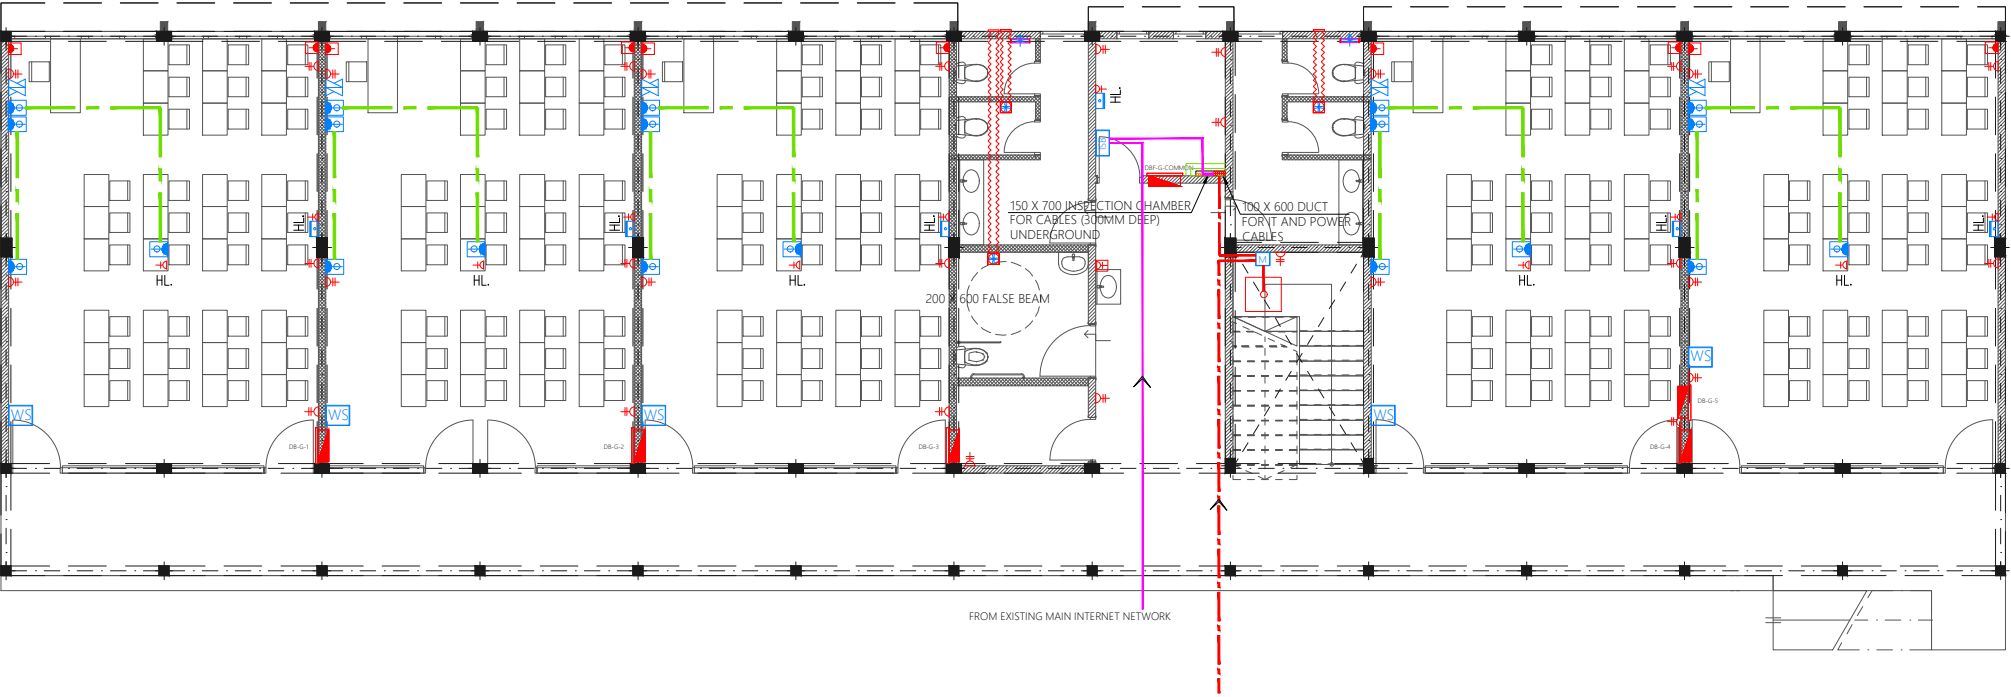 HL.
DBF-G-COMMON
150 X 700 INSPECTION CHAMBER
FOR CABLES (300MM DEEP)
UNDERGROUND
100 X 600 DUCT
FOR IT AND POWER
CABLES
HL.
HL.
HL.
HL.
HL.
M
HL.
HL.
HL.
HL.
HL.
200 X 600 FALSE BEAM
WS
DB-G-5
WS
WS
WS
WS
DB-G-1
DB-G-2
DB-G-3
DB-G-4
FROM EXISTING MAIN INTERNET NETWORK